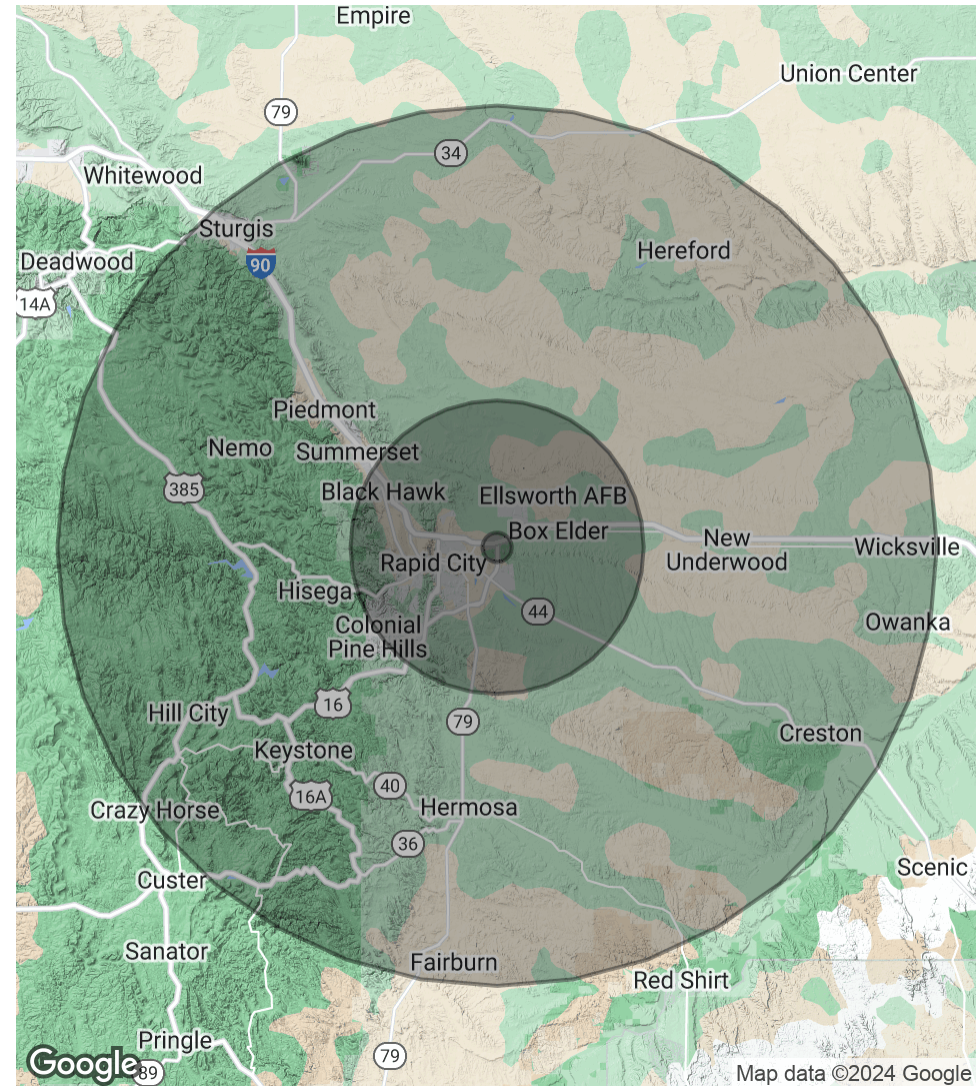 Empire
Union Center
79
34
Whitewood
Sturgis
Hereford
Deadwood
90
14A
Piedmont
Nemo
Summerset
385
Black Hawk
Ellsworth AFB
Box Elder
New
Underwood
Wicksville
Rapid City
Hisega
44
Colonial
Pine Hills
Owanka
16
Hill City
79
Creston
Keystone
40
16A
Crazy Horse
Hermosa
36
Scenic
Custer
Sanator
Fairburn
Red Shirt
Pringle
79
Google
89
Map data ©2024 Google